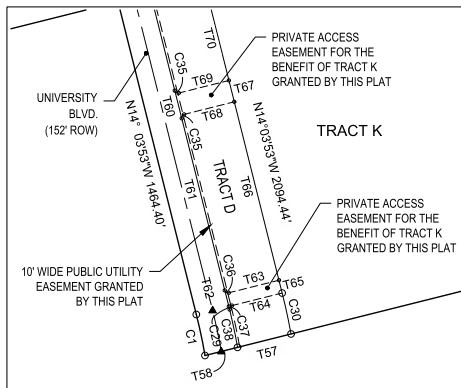 T70
C35
T69
PRIVATE ACCESS
EASEMENT FOR THE
BENEFIT OF TRACT K
GRANTED BY THIS PLAT
T67
T68
T60
C35
UNIVERSITY
BLVD.
(152' ROW)
N14° 03'53"W 1464.40'
N14°03'53"W 2094.44'
TRACT K
T61
TRACT D
T66
PRIVATE ACCESS
EASEMENT FOR THE
BENEFIT OF TRACT K
GRANTED BY THIS PLAT
10' WIDE PUBLIC UTILITY
EASEMENT GRANTED
BY THIS PLAT
C36
T63
T65
T62
T64
C1
C29
C38
C37
C30
T57
T58